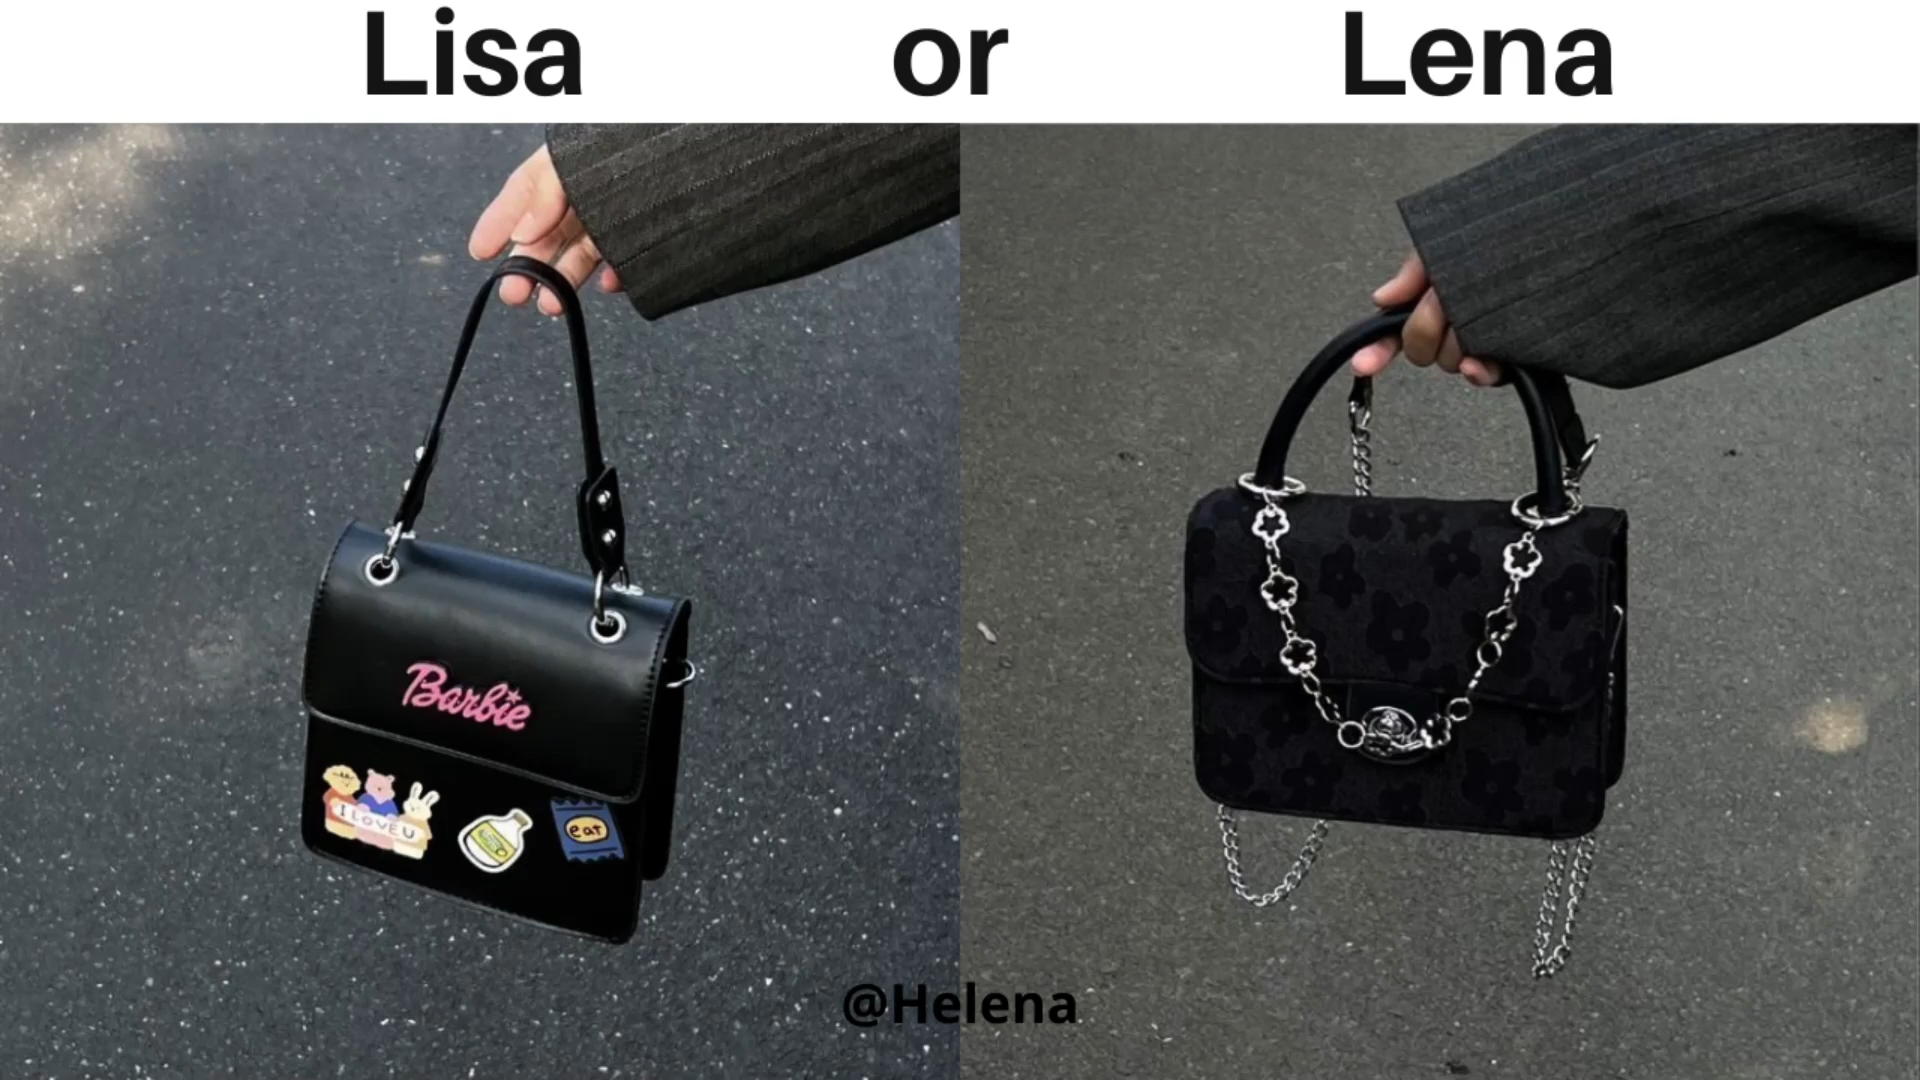 Lisa or Lena
Barbie
I LOVE U
eat
@Helena